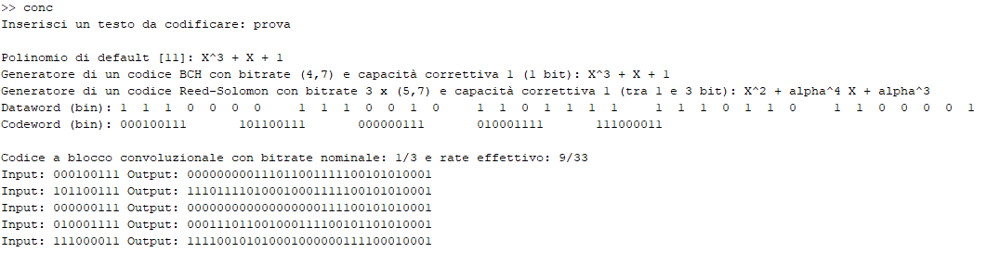 >> conc
Inserisci un testo da codificare: prova
Polinomio di default [11]: X^3 + X + 1
Generatore di un codice BCH con bitrate (4,7) e capacità correttiva 1 (1 bit): X^3 + X + 1
Generatore di un codice Reed-Solomon con bitrate 3 x (5,7) e capacità correttiva 1 (tra 1 e 3 bit): X^2 + alpha^4 X + alpha^3
Dataword (bin): 1 1 1 0 0 0 0 1 1 1 0 0 1 0 1 1 0 1 1 1 1 1 1 1 0 1 1 0 1 1 0 0 0 0 1
Codeword (bin): 000100111 101100111 000000111 010001111 111000011
Codice a blocco convoluzionale con bitrate nominale: 1/3 e rate effettivo: 9/33
Input: 000100111 Output: 000000000111011001111100101010001
Input: 101100111 Output: 111011110100010001111100101010001
Input: 000000111 Output: 000000000000000000111100101010001
Input: 010001111 Output: 000111011001000111100101101010001
Input: 111000011 Output: 111100101010001000000111100010001